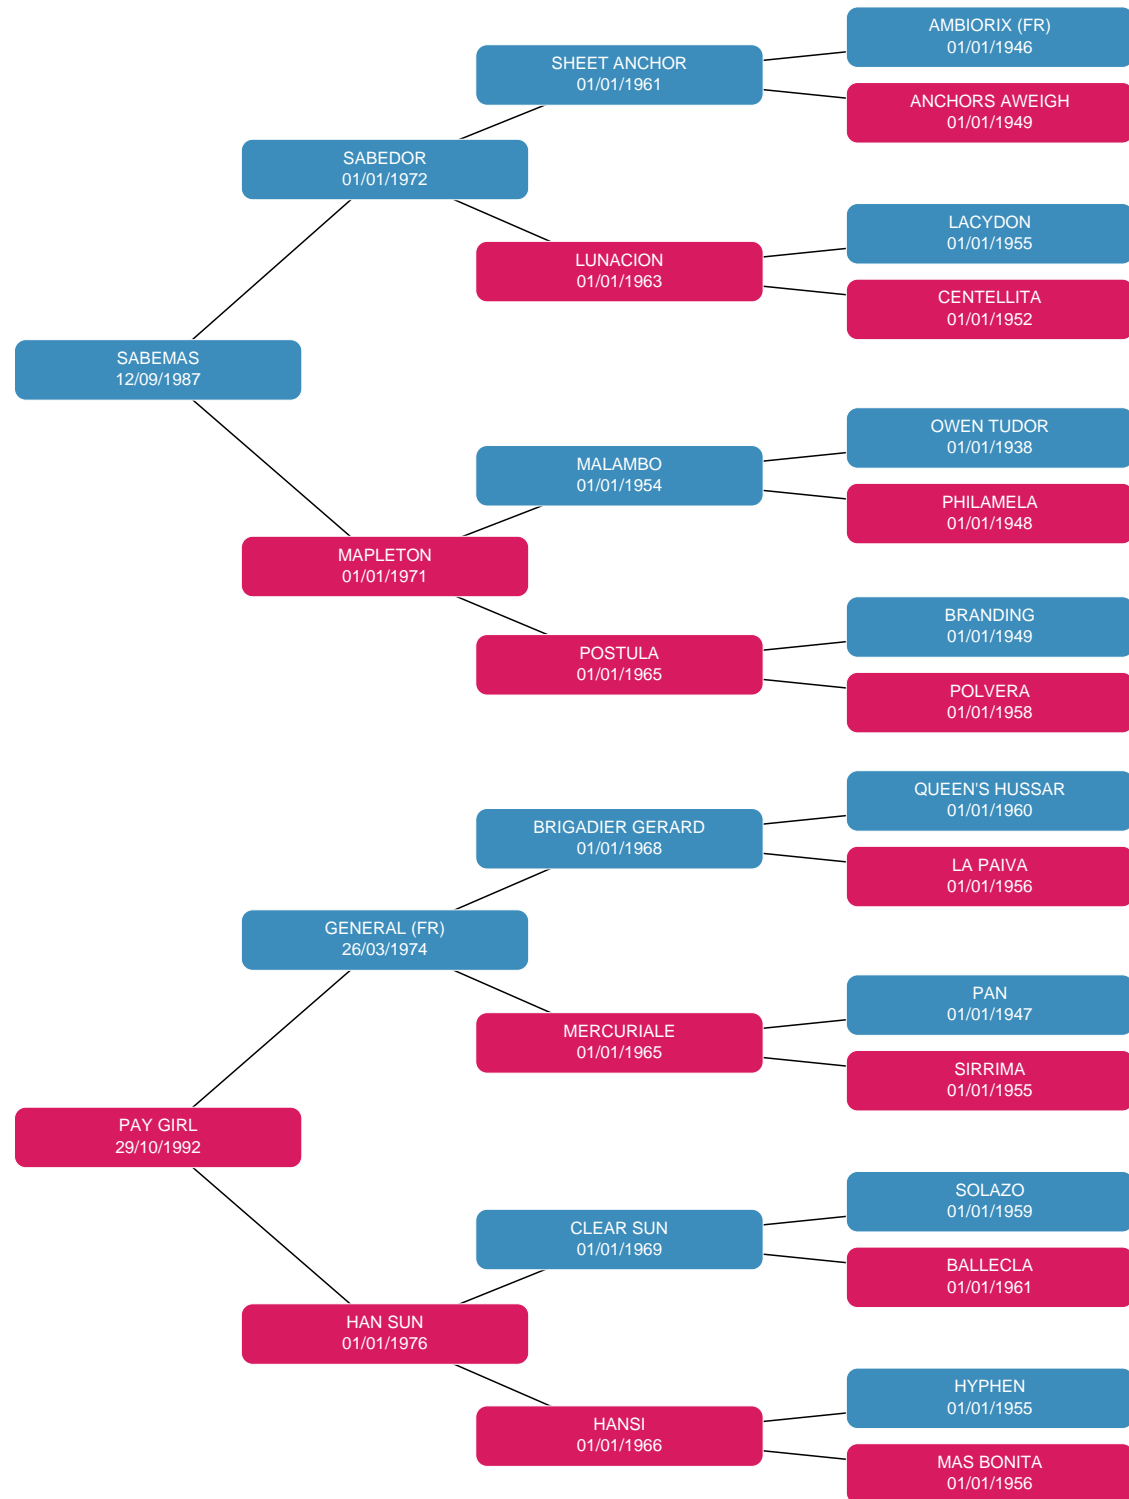 AMBIORIX (FR)
01/01/1946
SHEET ANCHOR
01/01/1961
ANCHORS AWEIGH
01/01/1949
SABEDOR
01/01/1972
LACYDON
01/01/1955
LUNACION
01/01/1963
CENTELLITA
01/01/1952
SABEMAS
12/09/1987
OWEN TUDOR
01/01/1938
MALAMBO
01/01/1954
PHILAMELA
01/01/1948
MAPLETON
01/01/1971
BRANDING
01/01/1949
POSTULA
01/01/1965
POLVERA
01/01/1958
QUEEN'S HUSSAR
01/01/1960
BRIGADIER GERARD
01/01/1968
LA PAIVA
01/01/1956
GENERAL (FR)
26/03/1974
PAN
01/01/1947
MERCURIALE
01/01/1965
SIRRIMA
01/01/1955
PAY GIRL
29/10/1992
SOLAZO
01/01/1959
CLEAR SUN
01/01/1969
BALLECLA
01/01/1961
HAN SUN
01/01/1976
HYPHEN
01/01/1955
HANSI
01/01/1966
MAS BONITA
01/01/1956